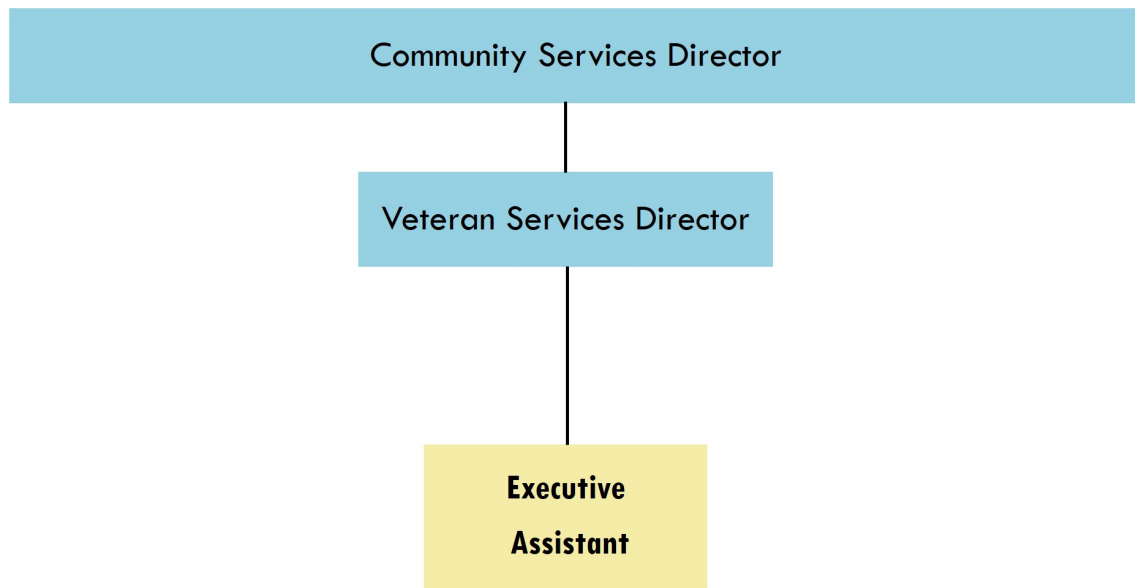 Community Services Director
Veteran Services Director
Executive
Assistant